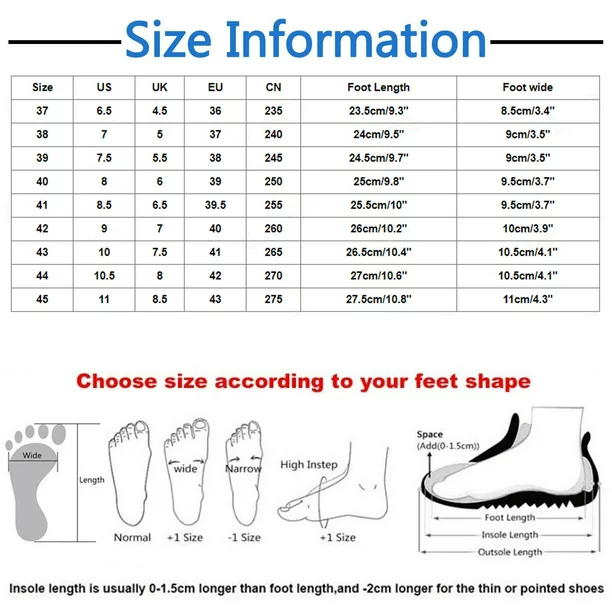 Size Information
Size US UK EU CN Foot Length Foot wide
37 6.5 4.5 36 235 23.5cm/9.3" 8.5cm/3.4"
38 7 5 37 240 24cm/9.5" 9cm/3.5"
39 7.5 5.5 38 245 24.5cm/9.7" 9cm/3.5"
40 8 6 39 250 25cm/9.8" 9.5cm/3.7"
41 8.5 6.5 39.5 255 25.5cm/10" 9.5cm/3.7"
42 9 7 40 260 26cm/10.2" 10cm/3.9"
43 10 7.5 41 265 26.5cm/10.4" 10.5cm/4.1"
44 10.5 8 42 270 27cm/10.6" 10.5cm/4.1"
45 11 8.5 43 275 27.5cm/10.8" 11cm/4.3"
Choose size according to your feet shape
Wide
Length
Normal
wide
+1 Size
Narrow
-1 Size
High Instep
+1 Size
Space
(Add(0-1.5cm))
Foot Length
Insole Length
Outsole Length
Insole length is usually 0-1.5cm longer than foot length,and -2cm longer for the thin or pointed shoes